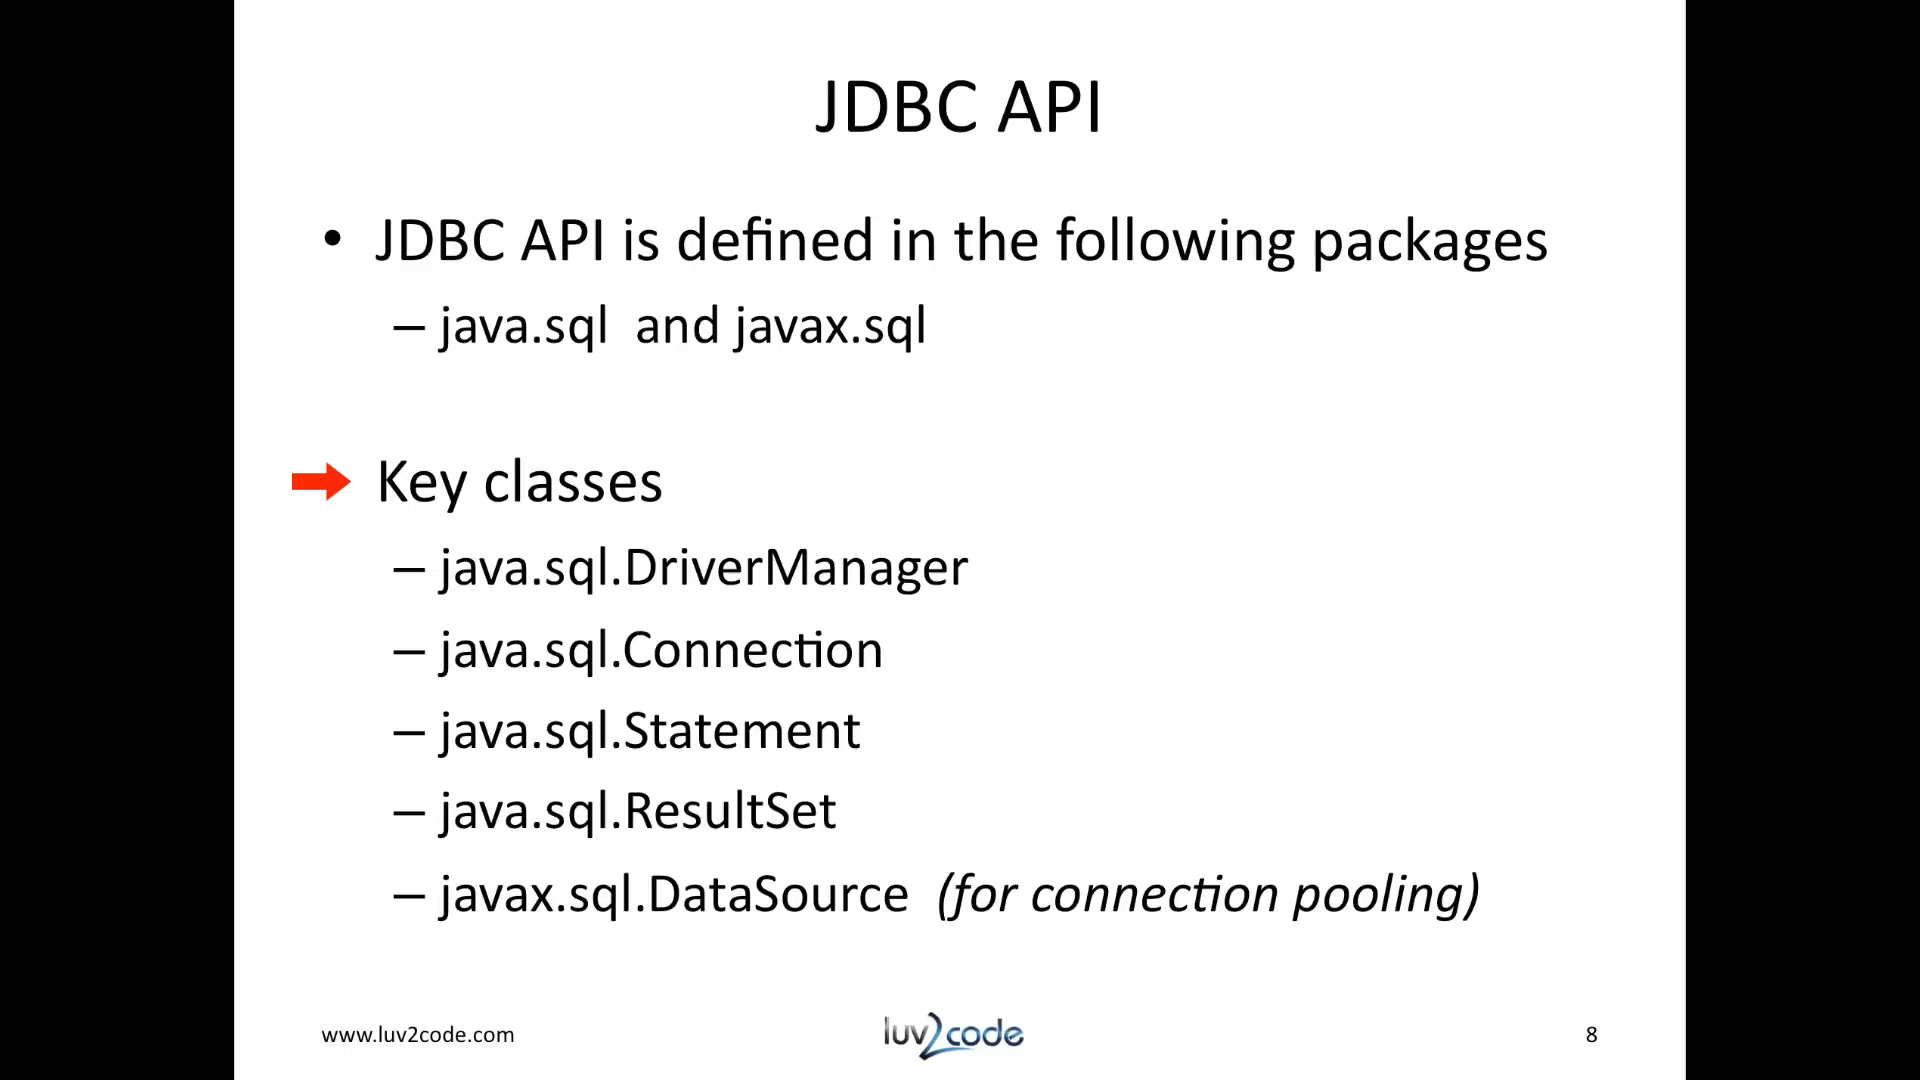 JDBC API
• JDBC API is defined in the following packages
– java.sql and javax.sql
Key classes
– java.sql.DriverManager
– java.sql.Connection
– java.sql.Statement
– java.sql.ResultSet
– javax.sql.DataSource (for connection pooling)
www.luv2code.com
luv2code
8